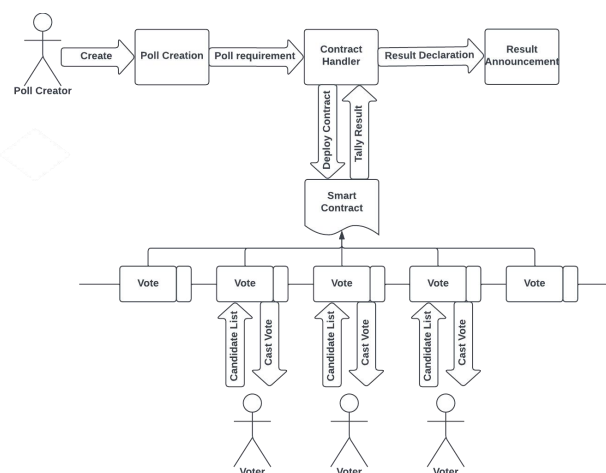 Poll Creator
Create
Poll Creation
Poll requirement
Contract
Handler
Result Declaration
Result
Announcement
Deploy Contract
Tally Result
Smart
Contract
Vote
Vote
Vote
Vote
Vote
Candidate List
Cast Vote
Candidate List
Cast Vote
Candidate List
Cast Vote
Voter
Voter
Voter